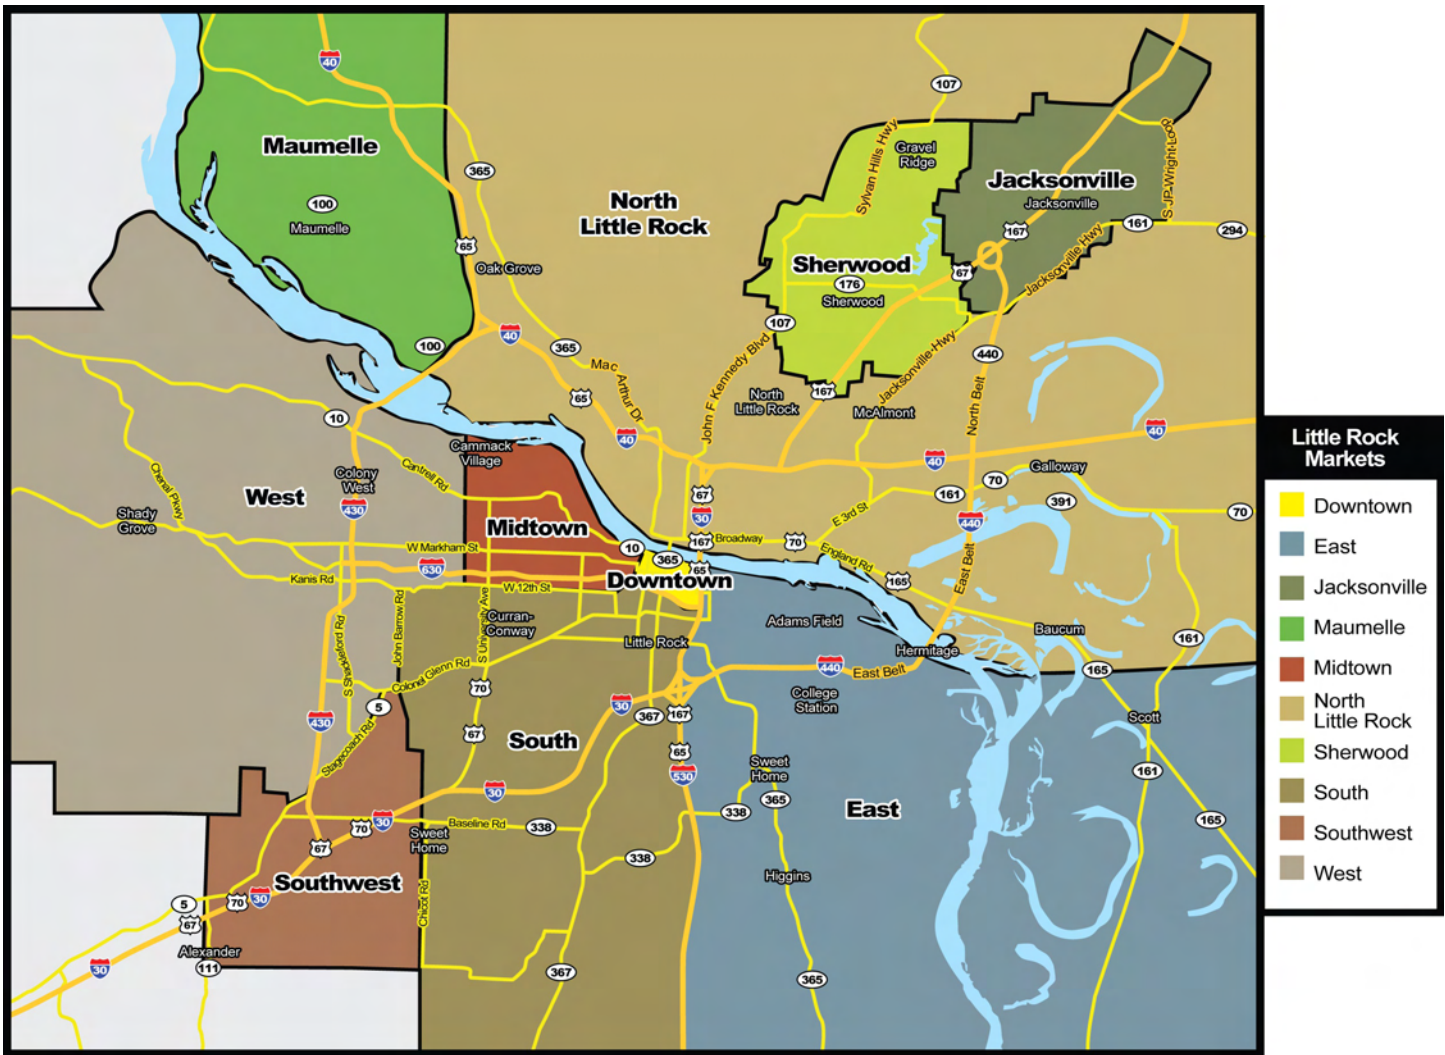 40
107
Maumelle
365
Gravel
Ridge
Sylvan Hills Hwy
S JP Wright Loop
Jacksonville
Jacksonville
100
Maumelle
North
Little Rock
167
161
294
65
Oak Grove
Sherwood
176
Sherwood
67
Jacksonville Hwy
107
100
40
365
Mac Arthur Dr
John F Kennedy Blvd
Jacksonville Hwy
440
65
North
Little Rock
167
McAlmont
North Belt
10
40
40
40
Cammack
Village
Cantrell Rd
Colony
West
Chenal Pkwy
West
430
Shady
Grove
Midtown
67
30
161
70
Galloway
391
70
E 3rd St
440
W Markham St
10
365
167
Broadway
70
England Rd
East Belt
630
Kanis Rd
W 12th St
Downtown
65
165
John Barrow Rd
S Shackleford Rd
S University Ave
Curran-
Conway
Little Rock
Adams Field
Hermitage
Baucum
161
165
Colonel Glenn Rd
70
440
East Belt
College
Station
5
430
Stagecoach Rd
67
30
367
167
Scott
South
65
530
Sweet
Home
365
161
30
East
338
165
70
30
Baseline Rd
338
Sweet
Home
67
338
Southwest
Higgins
5
70
30
67
Chicot Rd
Alexander
30
111
367
365
Little Rock
Markets
Downtown
East
Jacksonville
Maumelle
Midtown
North
Little Rock
Sherwood
South
Southwest
West